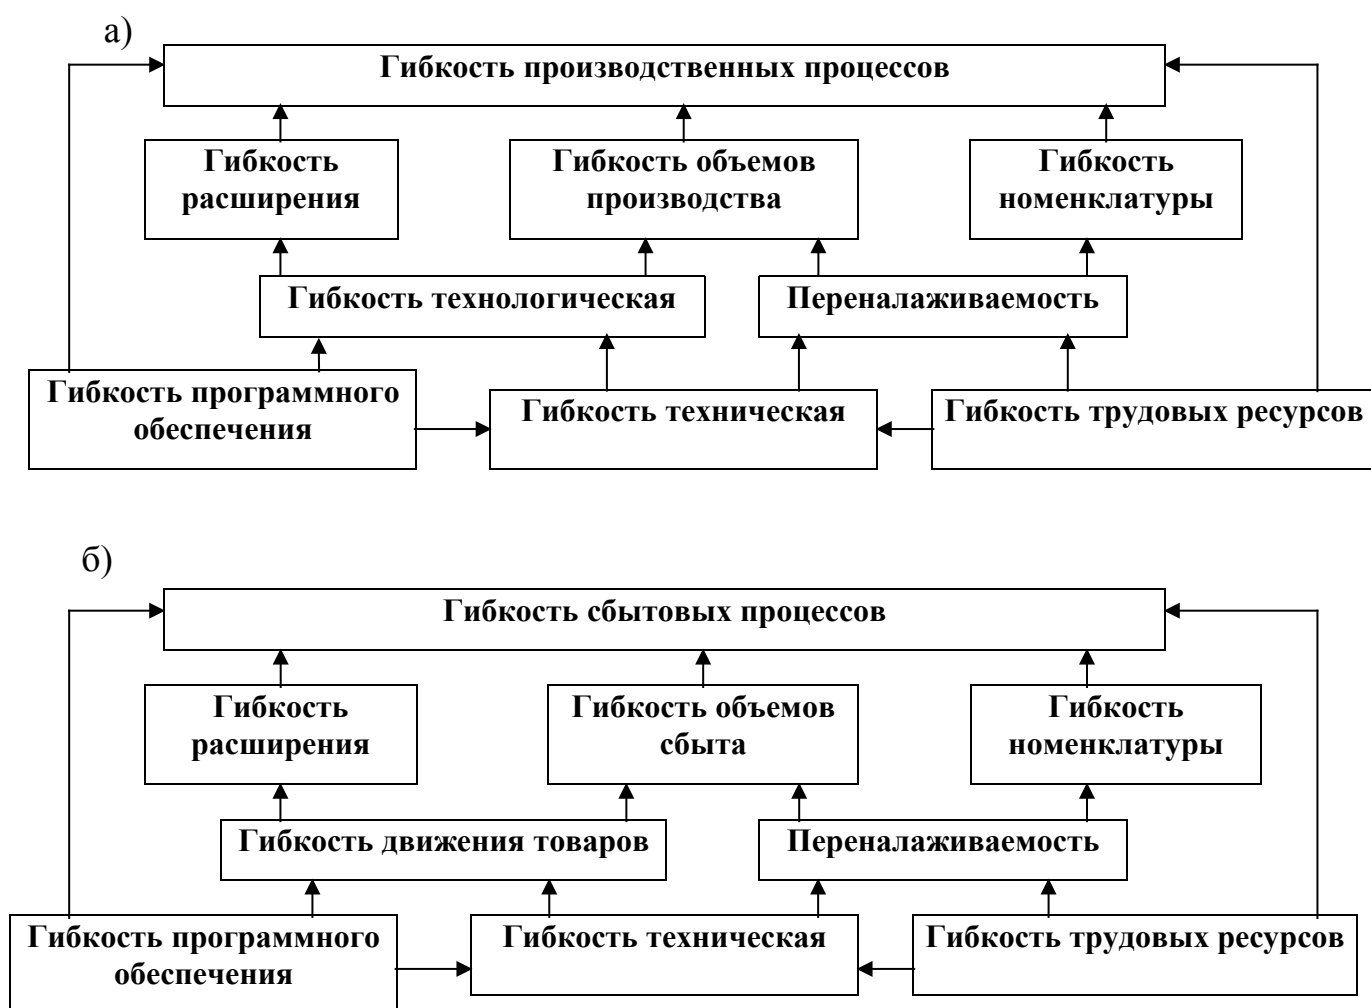 а)
Гибкость производственных процессов
Гибкость
расширения
Гибкость объемов
производства
Гибкость
номенклатуры
Гибкость технологическая
Переналаживаемость
Гибкость программного
обеспечения
Гибкость техническая
Гибкость трудовых ресурсов
б)
Гибкость сбытовых процессов
Гибкость
расширения
Гибкость объемов
сбыта
Гибкость
номенклатуры
Гибкость движения товаров
Переналаживаемость
Гибкость программного
обеспечения
Гибкость техническая
Гибкость трудовых ресурсов